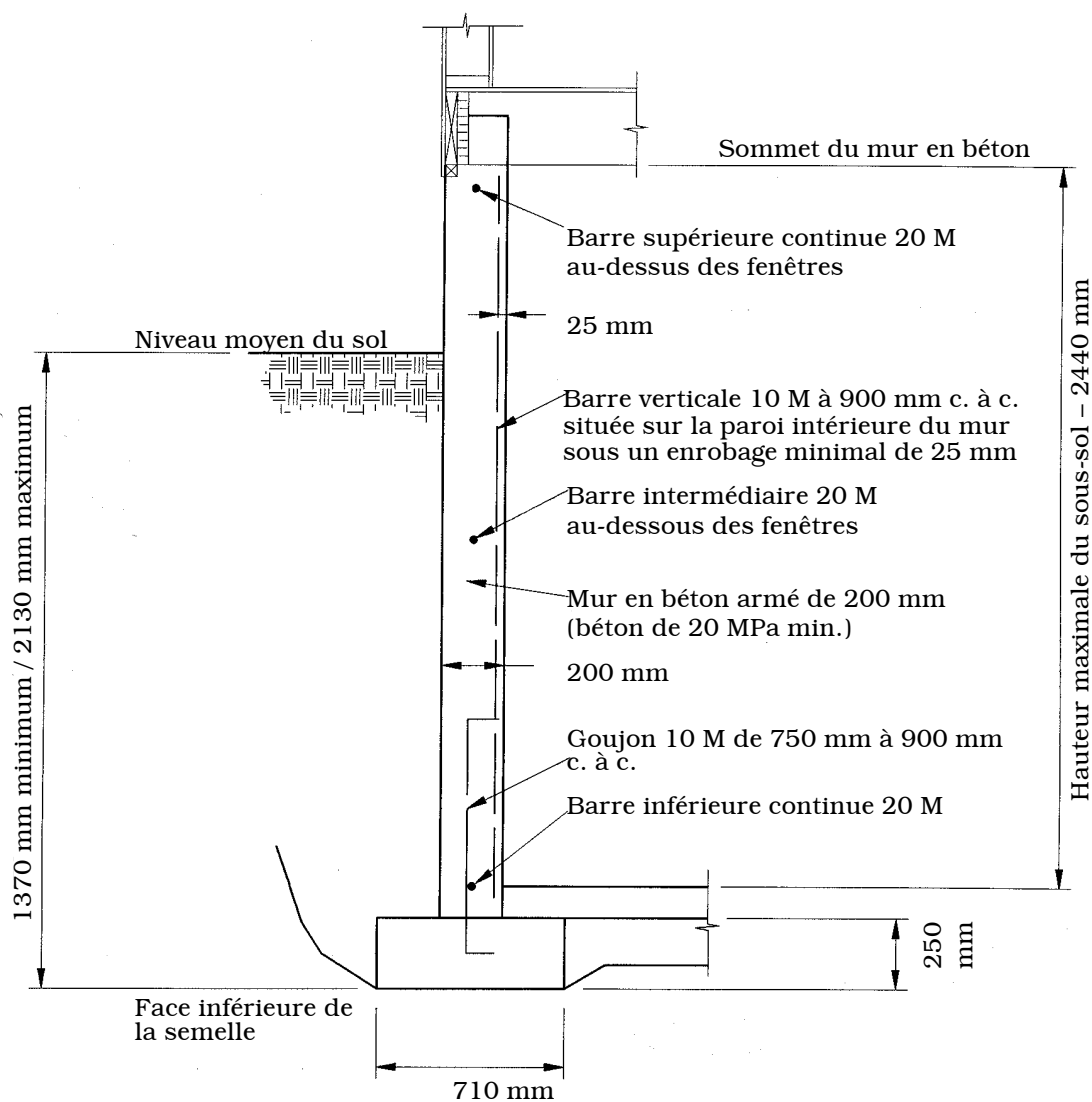 Sommet du mur en béton
Barre supérieure continue 20 M
au-dessus des fenêtres
25 mm
Niveau moyen du sol
Barre verticale 10 M à 900 mm c. à c.
située sur la paroi intérieure du mur
sous un enrobage minimal de 25 mm
Barre intermédiaire 20 M
au-dessous des fenêtres
Mur en béton armé de 200 mm
(béton de 20 MPa min.)
200 mm
Goujon 10 M de 750 mm à 900 mm
c. à c.
Barre inférieure continue 20 M
1370 mm minimum / 2130 mm maximum
Hauteur maximale du sous-sol – 2440 mm
250
mm
Face inférieure de
la semelle
710 mm